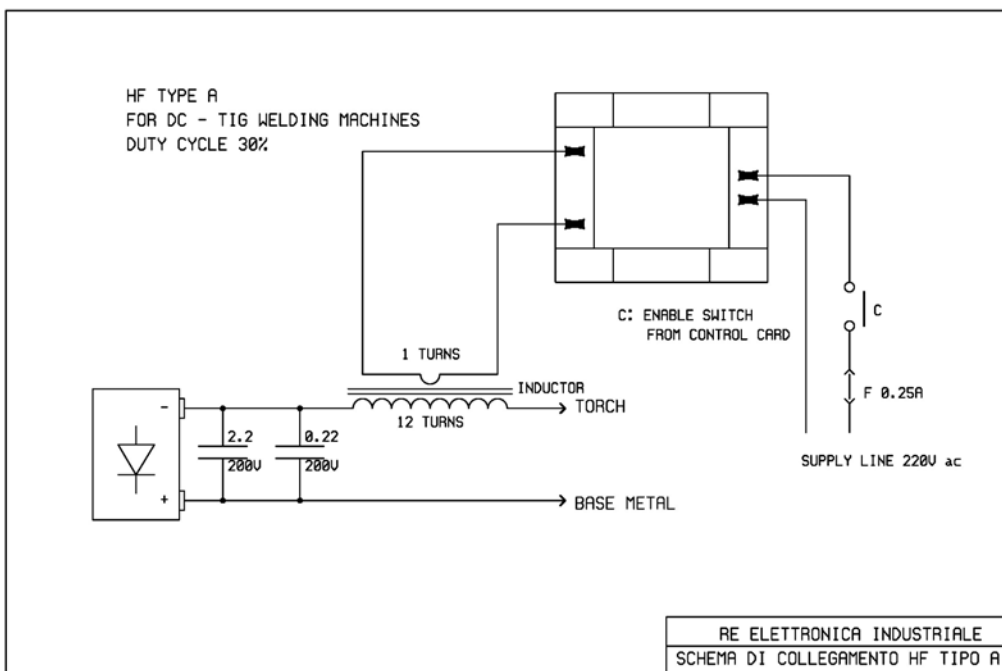 HF TYPE A
FOR DC - TIG WELDING MACHINES
DUTY CYCLE 30%
C: ENABLE SWITCH
FROM CONTROL CARD
C
1 TURNS
INDUCTOR
12 TURNS
TORCH
F 0.25A
-
2.2
200V
0.22
200V
SUPPLY LINE 220V ac
+
BASE METAL
RE ELETTRONICA INDUSTRIALE
SCHEMA DI COLLEGAMENTO HF TIPO A